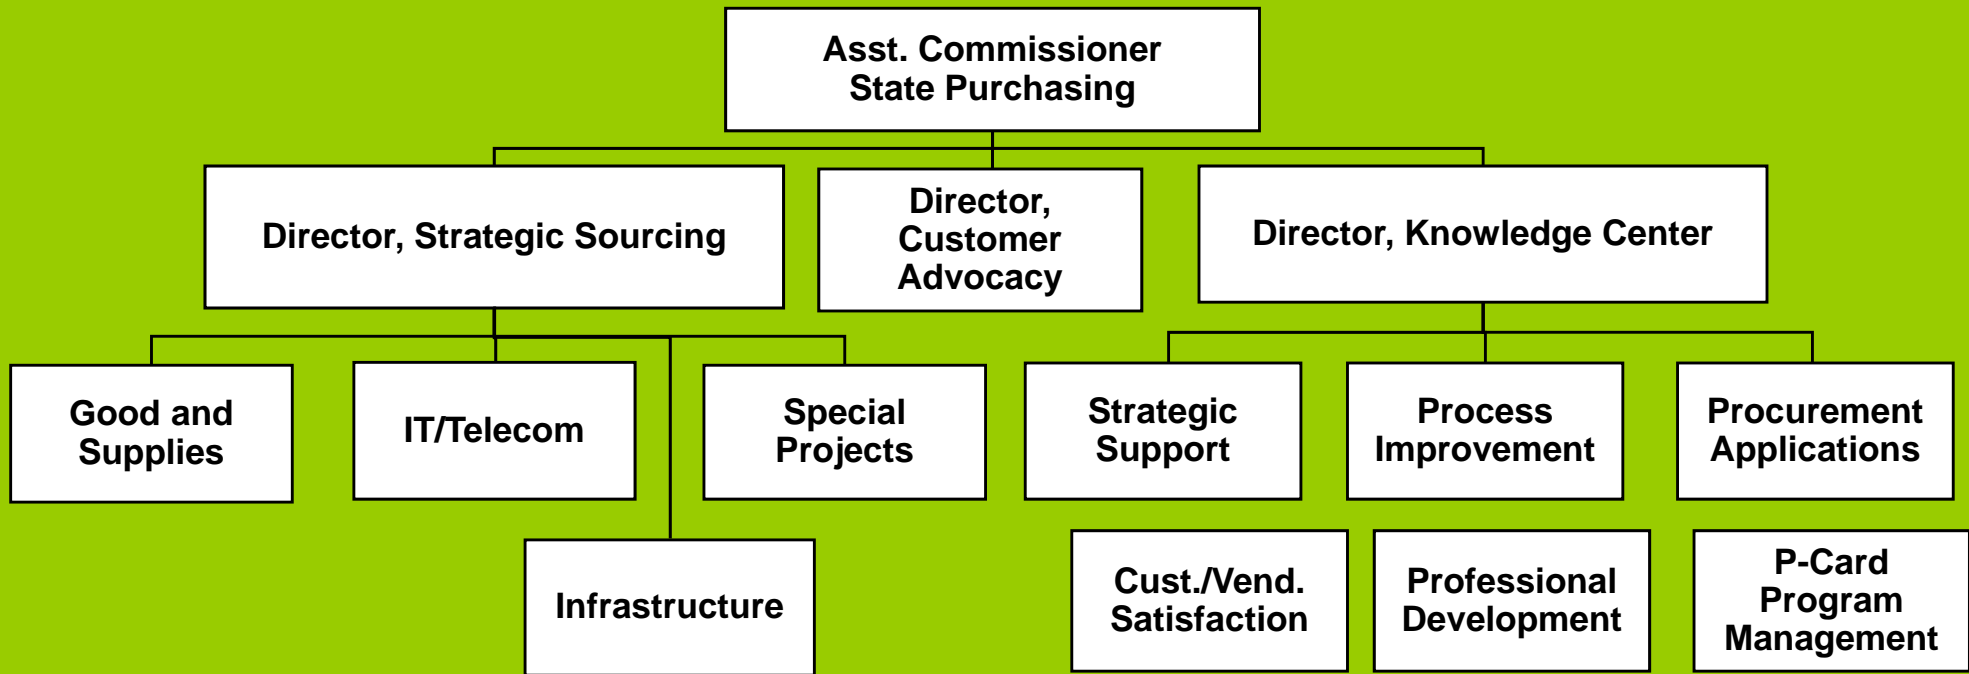 Asst. Commissioner
State Purchasing
Director, Strategic Sourcing
Director,
Customer
Advocacy
Director, Knowledge Center
Good and
Supplies
IT/Telecom
Special
Projects
Strategic
Support
Process
Improvement
Procurement
Applications
Infrastructure
Cust./Vend.
Satisfaction
Professional
Development
P-Card
Program
Management